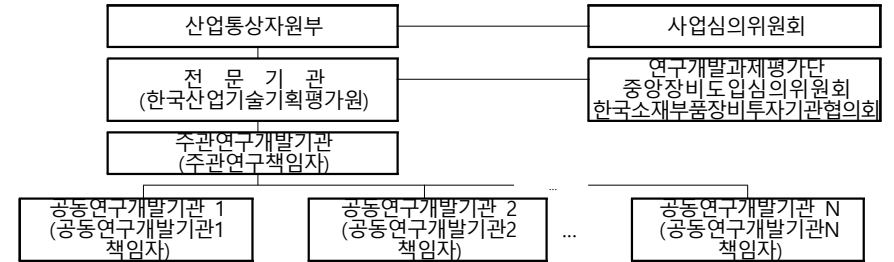 산업통상자원부
사업심의위원회
전 문 기 관
(한국산업기술기획평가원)
연구개발과제평가단
중앙장비도입심의위원회
한국소재부품장비투자기관협의회
주관연구개발기관
(주관연구책임자)
...
공동연구개발기관 1
(공동연구개발기관1
책임자)
공동연구개발기관 2
(공동연구개발기관2
책임자)
...
공동연구개발기관 N
(공동연구개발기관N
책임자)